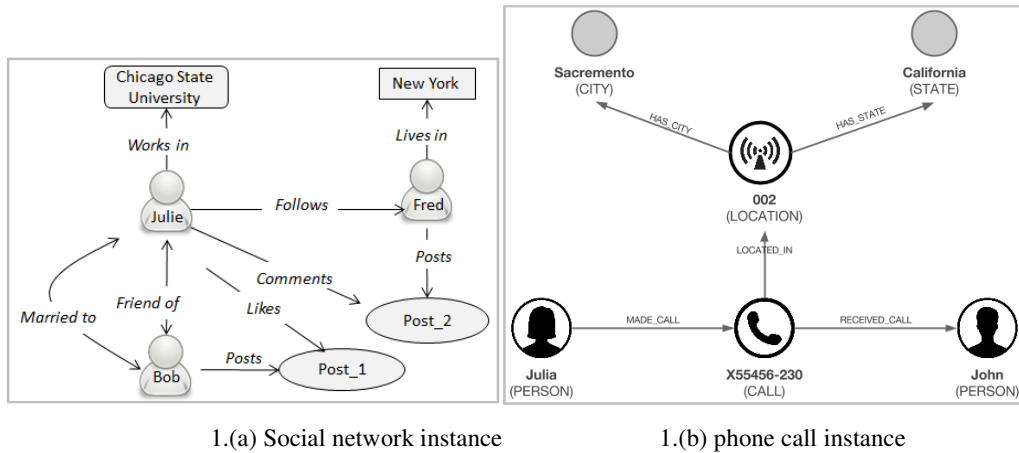 Chicago State
University
New York
Works in
Lives in
Julie
Follows
Fred
Comments
Posts
Likes
Married to
Friend of
Post_2
Bob
Posts
Post_1
Sacremento
(CITY)
California
(STATE)
HAS_CITY
HAS_STATE
002
(LOCATION)
LOCATED_IN
MADE_CALL
RECEIVED_CALL
Julia
(PERSON)
X55456-230
(CALL)
John
(PERSON)
1.(a) Social network instance
1.(b) phone call instance